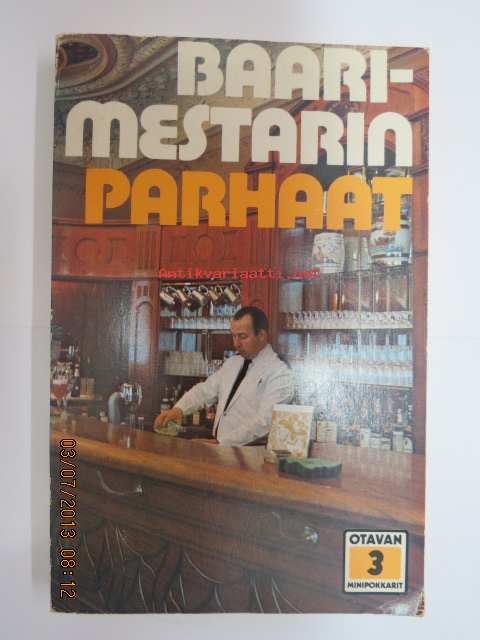 BAARI-
MESTARIN
PARHAAT
Antikvariaatti.net
OTAVAN
3
MINIPOKKARIT
03/07/2013 08:12